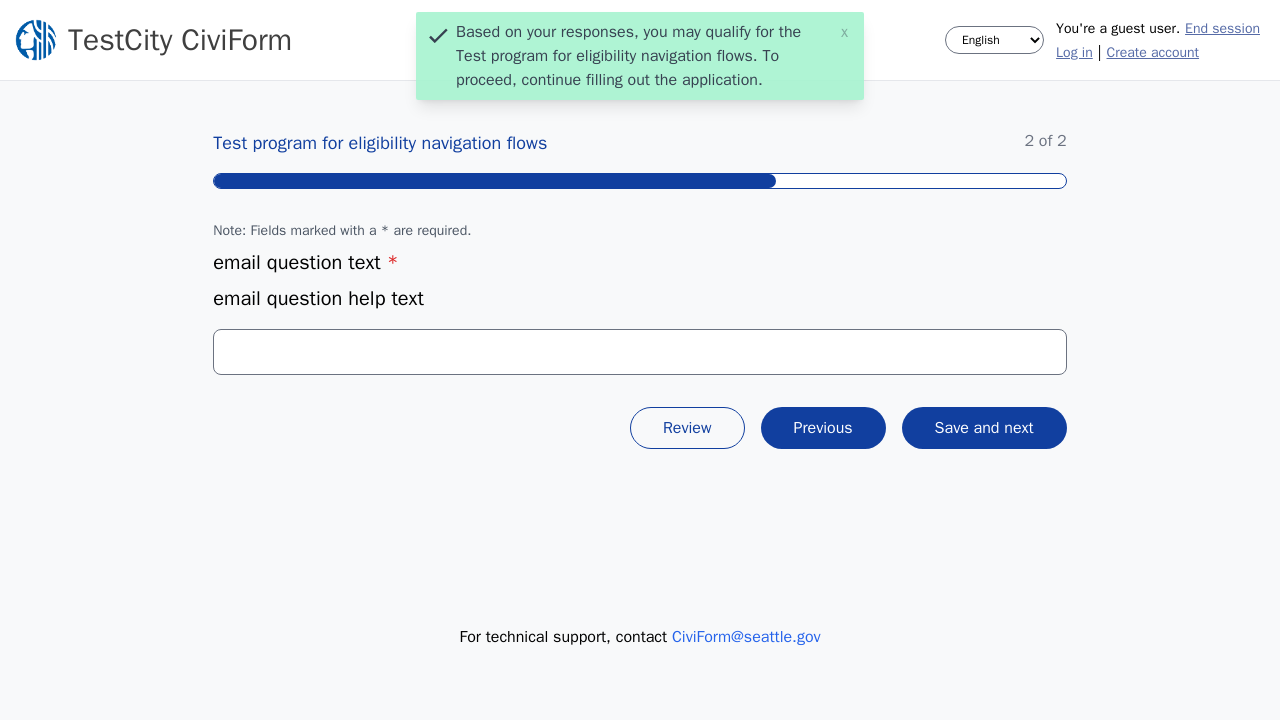 TestCity CiviForm
Based on your responses, you may qualify for the
Test program for eligibility navigation flows. To
proceed, continue filling out the application.
x
English
You're a guest user. End session
Log in | Create account
Test program for eligibility navigation flows
2 of 2
Note: Fields marked with a * are required.
email question text *
email question help text
Review
Previous
Save and next
For technical support, contact CiviForm@seattle.gov